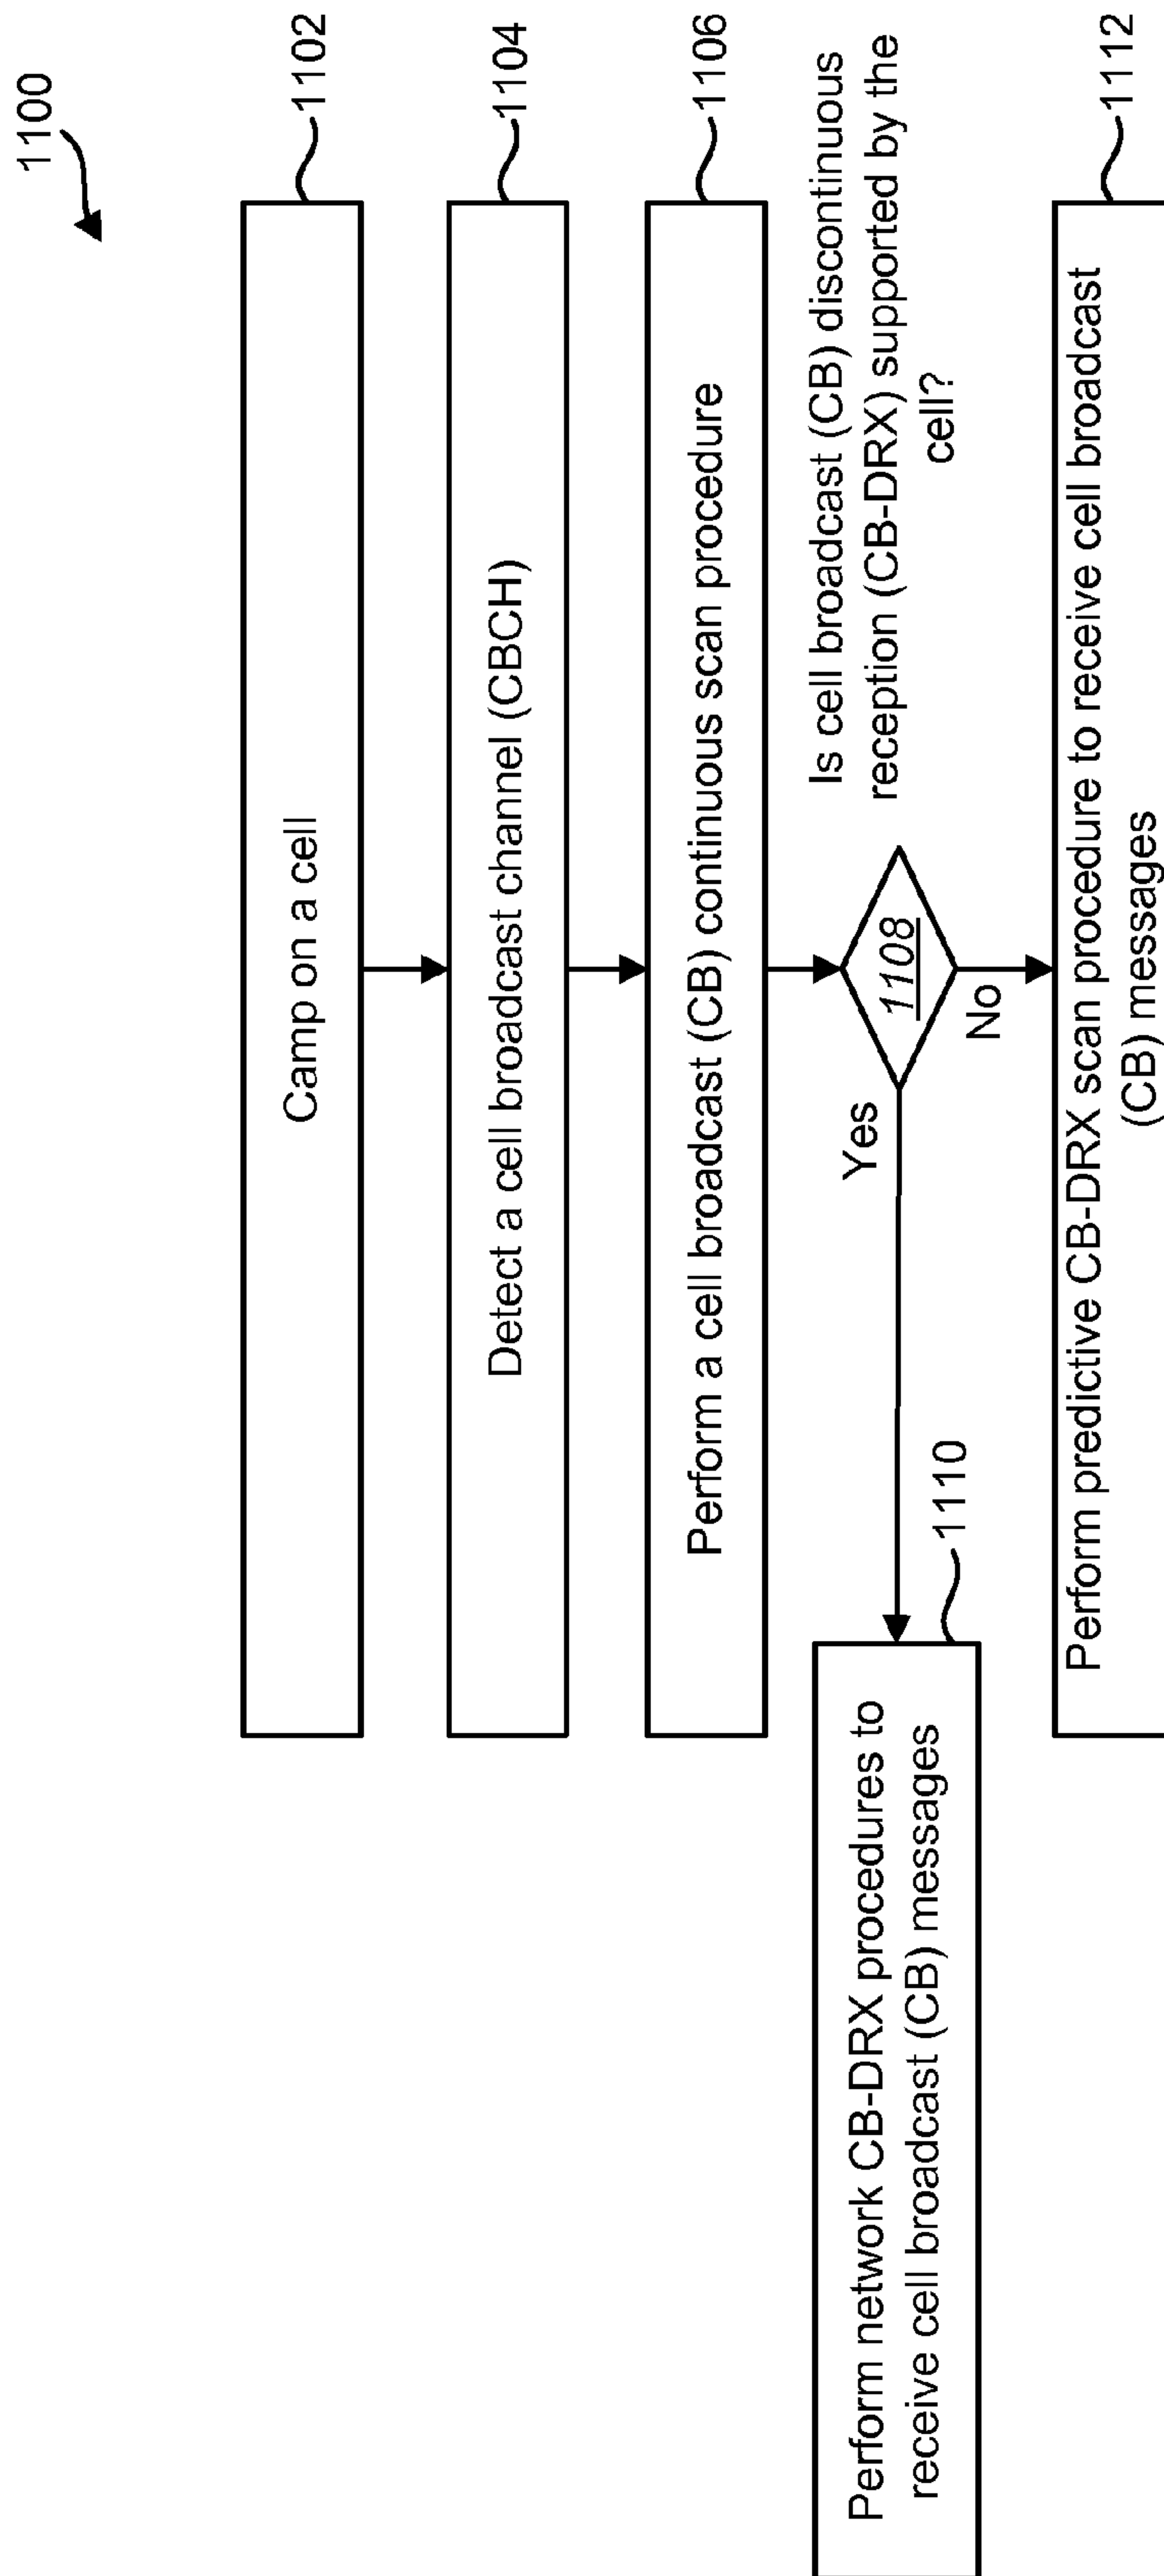 1100
Camp on a cell
1102
Detect a cell broadcast channel (CBCH)
1104
Perform a cell broadcast (CB) continuous scan procedure
1106
Is cell broadcast (CB) discontinuous
reception (CB-DRX) supported by the
cell?
1108
Yes
No
Perform network CB-DRX procedures to
receive cell broadcast (CB) messages
1110
Perform predictive CB-DRX scan procedure to receive cell broadcast
(CB) messages
1112